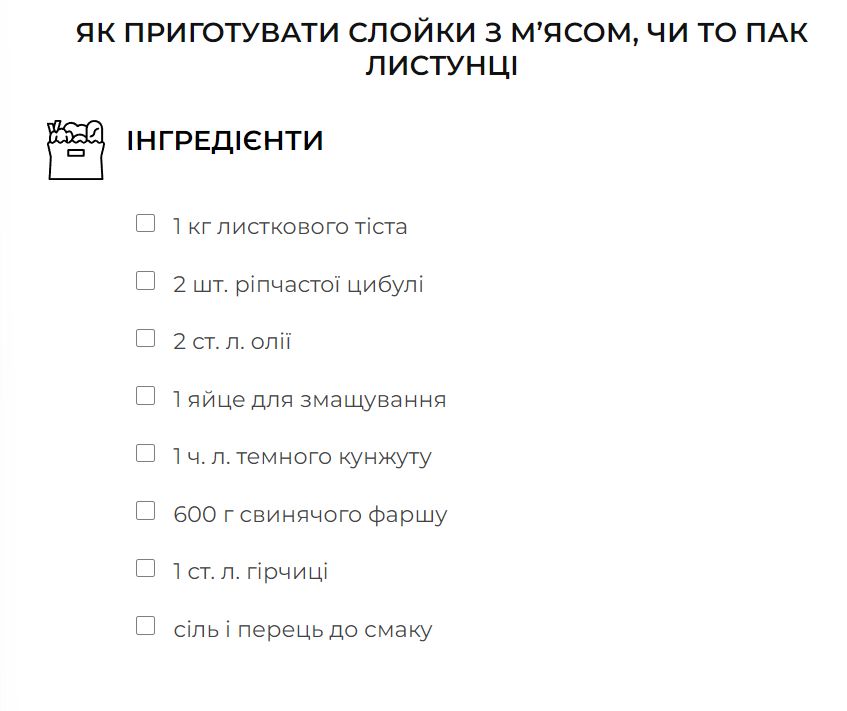 ЯК ПРИГОТУВАТИ СЛОЙКИ З М’ЯСОМ, ЧИ ТО ПАК
ЛИСТУНЦІ
ІНГРЕДІЄНТИ
1 кг листкового тіста
2 шт. ріпчастої цибулі
2 ст. л. олії
1 яйце для змащування
1 ч. л. темного кунжуту
600 г свинячого фаршу
1 ст. л. гірчиці
сіль і перець до смаку